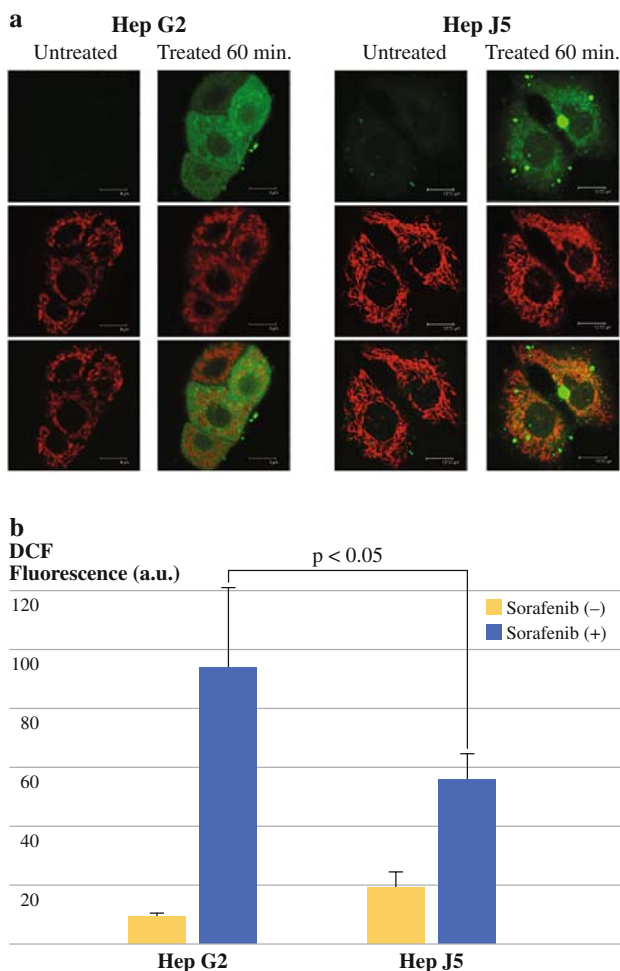 a
Hep G2 Hep J5
Untreated Treated 60 min. Untreated Treated 60 min.
b
DCF
Fluorescence (a.u.)
p < 0.05
120
Sorafenib (–)
Sorafenib (+)
100
80
60
40
20
Hep G2 Hep J5